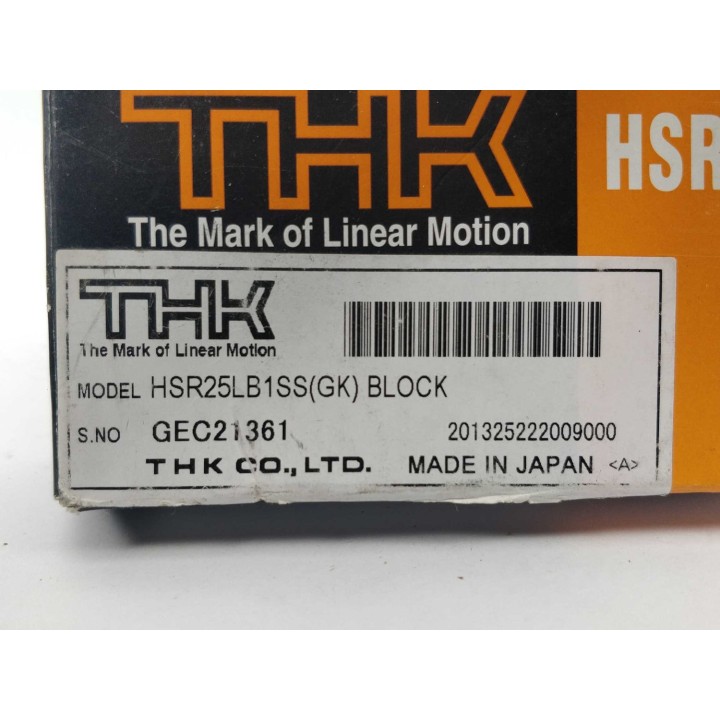 THK
HSR
The Mark of Linear Motion
THK
The Mark of Linear Motion
MODEL HSR25LB1SS(GK) BLOCK
S.NO GEC21361 201325222009000
THK CO., LTD. MADE IN JAPAN <A>